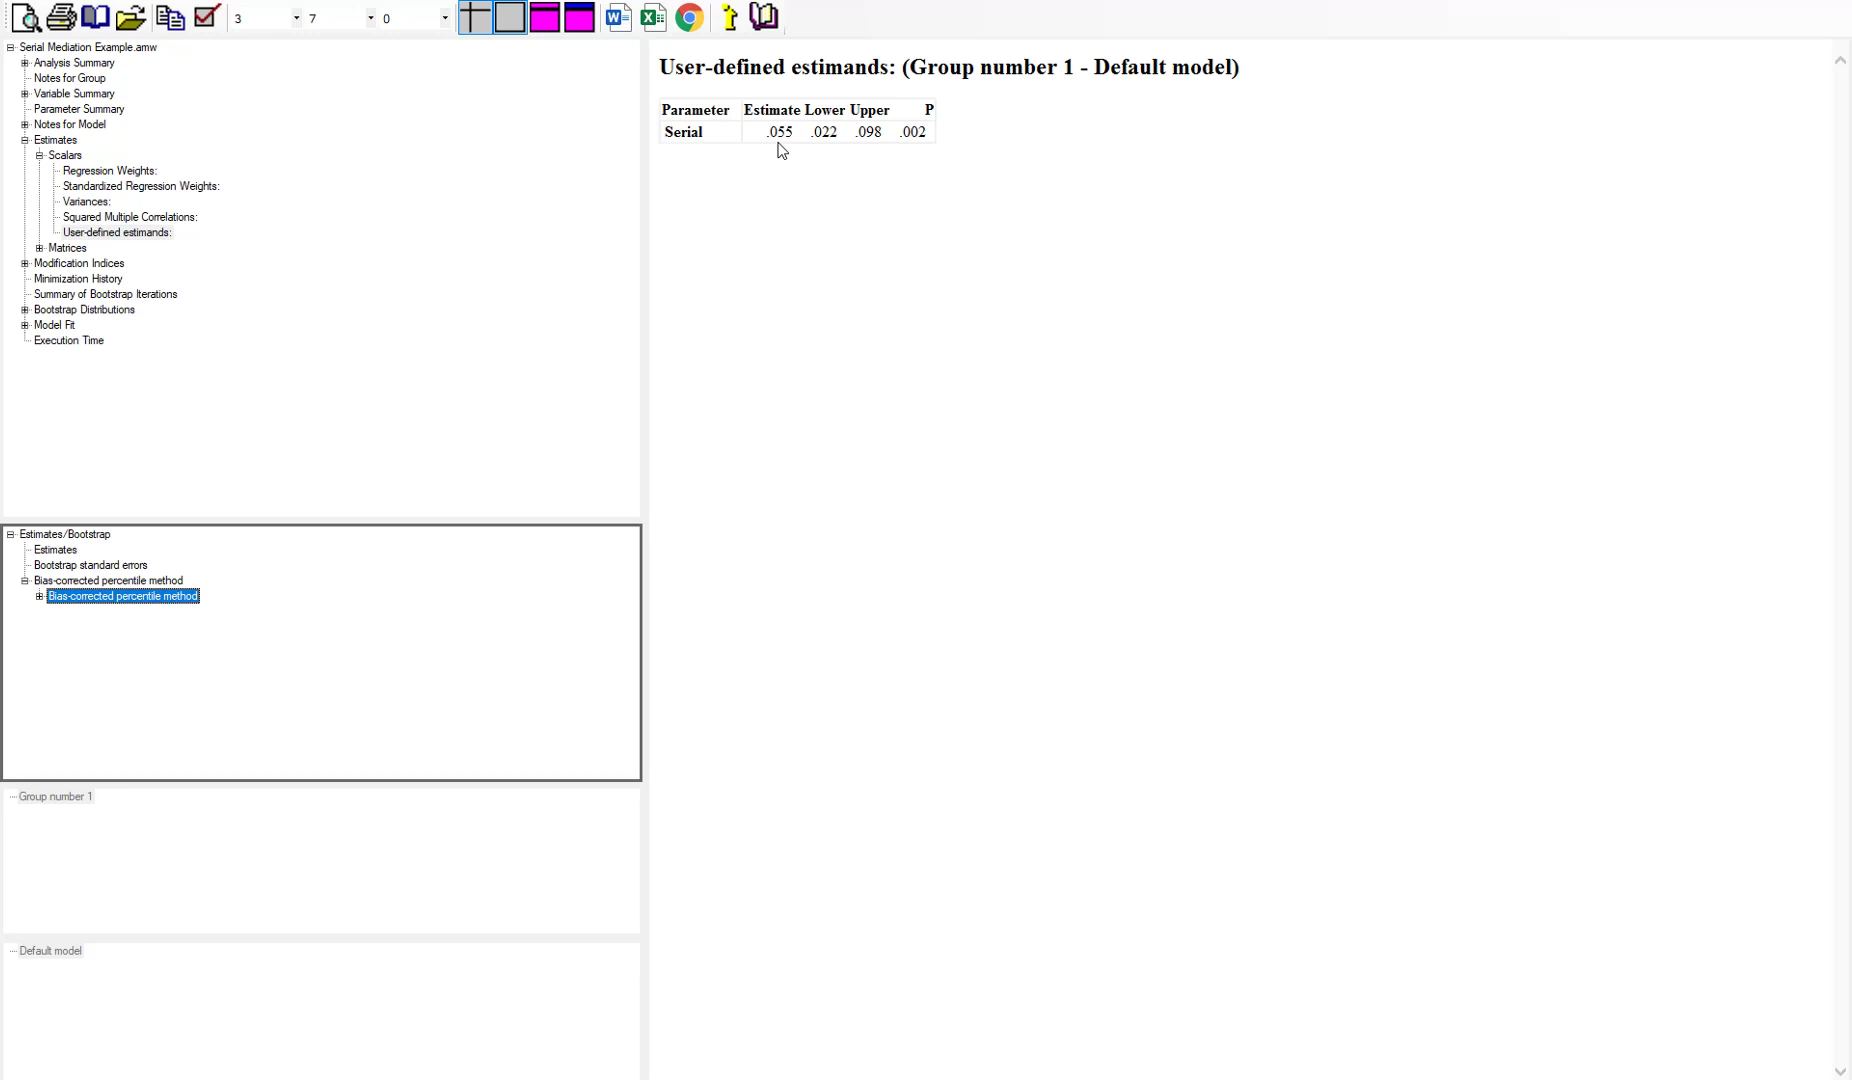 3 7 0
Serial Mediation Example.amw
Analysis Summary
Notes for Group
Variable Summary
Parameter Summary
Notes for Model
Estimates
Scalars
Regression Weights:
Standardized Regression Weights:
Variances:
Squared Multiple Correlations:
User-defined estimands:
Matrices
Modification Indices
Minimization History
Summary of Bootstrap Iterations
Bootstrap Distributions
Model Fit
Execution Time
Estimates/Bootstrap
Estimates
Bootstrap standard errors
Bias-corrected percentile method
Bias-corrected percentile method
Group number 1
Default model
User-defined estimands: (Group number 1 - Default model)
Parameter Estimate Lower Upper P
Serial .055 .022 .098 .002